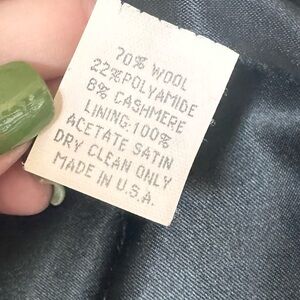 70% WOOL
22%POLYAMIDE
8% CASHMERE
LINING:100%
ACETATE SATIN
DRY CLEAN ONLY
MADE IN U.S.A.